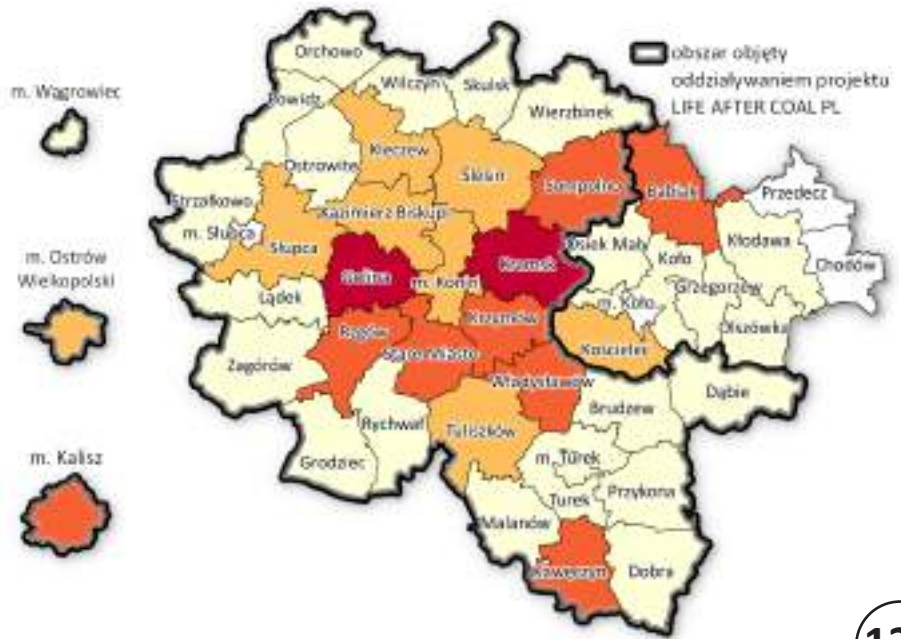 Orchowo
Wilczyn
Skulsk
obszar objęty
oddziaływaniem projektu
LIFE AFTER COAL PL
m. Wągrowiec
Powidz
Wierzbinek
Kleczew
Ślesin
Ostrowite
Sompolno
Babiak
Przedecz
Strzałkowo
Kazimierz Biskupi
m. Słupca
Słupca
Osiek Mały
Koło
Kłodawa
Chodów
m. Ostrów
Wielkopolski
Golina
m. Konin
Kramsk
Grzegorzew
Lądek
m. Koło
Krzymów
Olszówka
Rzgów
Stare Miasto
Kościelec
Zagórów
Władysławów
Dąbie
Brudzew
Rychwał
Tuliszków
m. Kalisz
Grodziec
m. Turek
Przykona
Turek
Malanów
Kawęczyn
Dobra